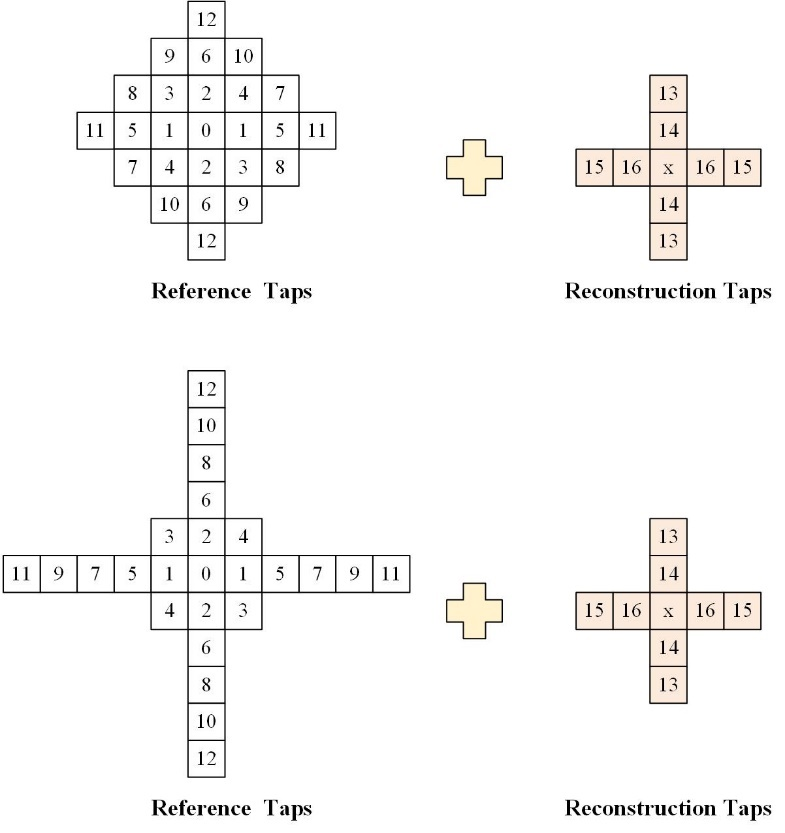 12
9 6 10
8 3 2 4 7 13
11 5 1 0 1 5 11 14
7 4 2 3 8 15 16 x 16 15
10 6 9 14
12 13
Reference Taps Reconstruction Taps
12
10
8
6
3 2 4 13
11 9 7 5 1 0 1 5 7 9 11 14
4 2 3 15 16 x 16 15
6 14
8 13
10
12
Reference Taps Reconstruction Taps